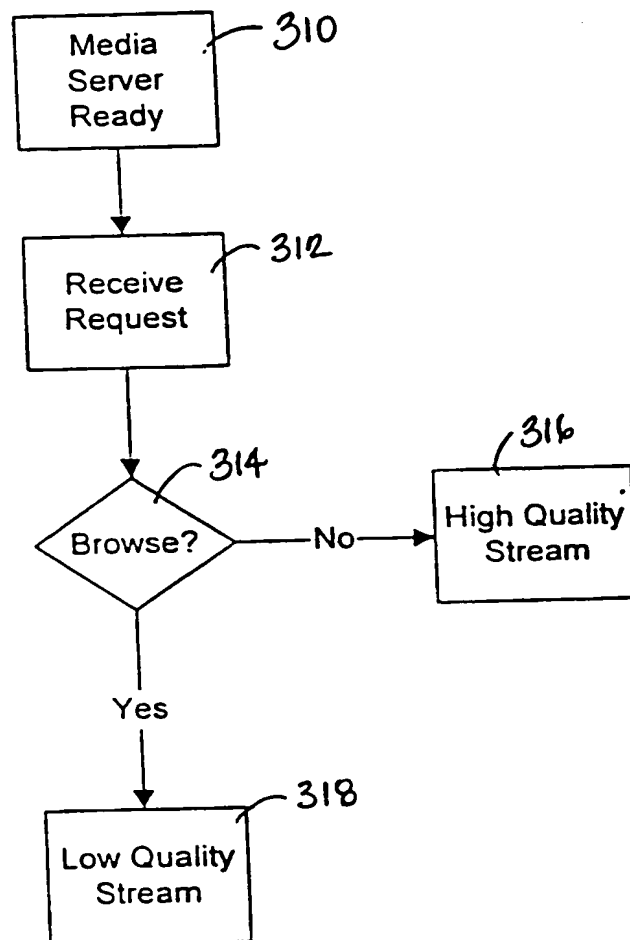 310
Media
Server
Ready
312
Receive
Request
314
Browse?
No
316
High Quality
Stream
Yes
318
Low Quality
Stream